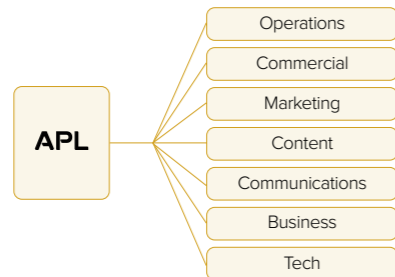 APL
Operations
Commercial
Marketing
Content
Communications
Business
Tech